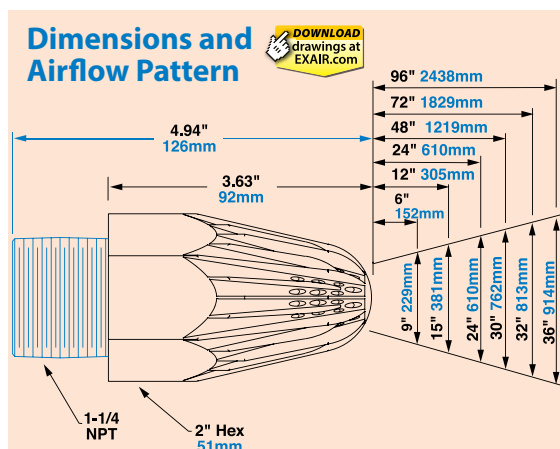 Dimensions and
Airflow Pattern
DOWNLOAD
drawings at
EXAIR.com
96" 2438mm
72" 1829mm
48" 1219mm
24" 610mm
12" 305mm
6"
152mm
4.94"
126mm
3.63"
92mm
9" 229mm
15" 381mm
24" 610mm
30" 762mm
32" 813mm
36" 914mm
1-1/4
NPT
2" Hex
51mm